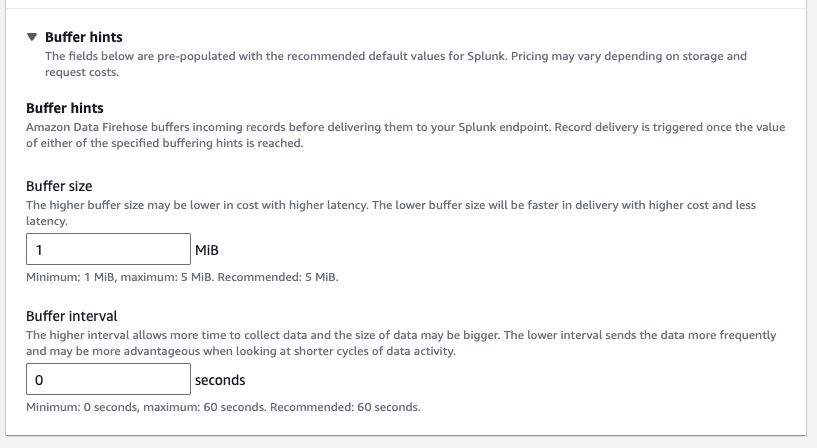 Buffer hints
The fields below are pre-populated with the recommended default values for Splunk. Pricing may vary depending on storage and
request costs.
Buffer hints
Amazon Data Firehose buffers incoming records before delivering them to your Splunk endpoint. Record delivery is triggered once the value
of either of the specified buffering hints is reached.
Buffer size
The higher buffer size may be lower in cost with higher latency. The lower buffer size will be faster in delivery with higher cost and less
latency.
1 MiB
Minimum: 1 MiB, maximum: 5 MiB. Recommended: 5 MiB.
Buffer interval
The higher interval allows more time to collect data and the size of data may be bigger. The lower interval sends the data more frequently
and may be more advantageous when looking at shorter cycles of data activity.
0 seconds
Minimum: 0 seconds, maximum: 60 seconds. Recommended: 60 seconds.